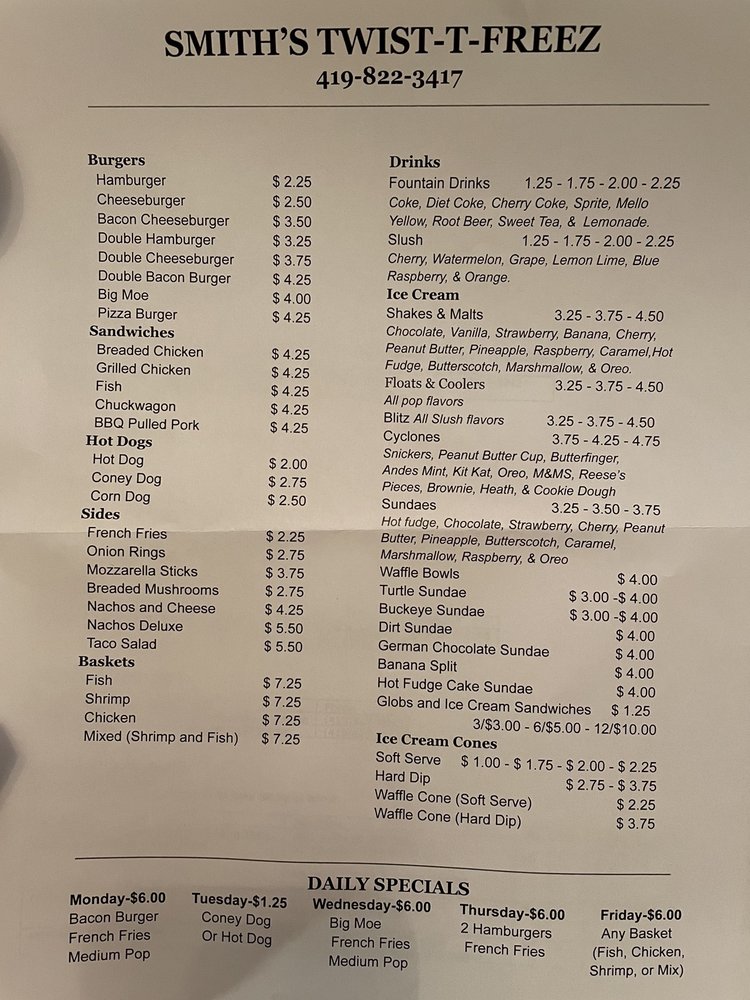 SMITH'S TWIST-T-FREEZ
419-822-3417
Burgers
Hamburger $ 2.25
Cheeseburger $ 2.50
Bacon Cheeseburger $ 3.50
Double Hamburger $ 3.25
Double Cheeseburger $ 3.75
Double Bacon Burger $ 4.25
Big Moe $ 4.00
Pizza Burger $ 4.25
Sandwiches
Breaded Chicken $ 4.25
Grilled Chicken $ 4.25
Fish $ 4.25
Chuckwagon $ 4.25
BBQ Pulled Pork $ 4.25
Hot Dogs
Hot Dog $ 2.00
Coney Dog $ 2.75
Corn Dog $ 2.50
Sides
French Fries $ 2.25
Onion Rings $ 2.75
Mozzarella Sticks $ 3.75
Breaded Mushrooms $ 2.75
Nachos and Cheese $ 4.25
Nachos Deluxe $ 5.50
Taco Salad $ 5.50
Baskets
Fish $ 7.25
Shrimp $ 7.25
Chicken $ 7.25
Mixed (Shrimp and Fish) $ 7.25
Drinks
Fountain Drinks 1.25 - 1.75 - 2.00 - 2.25
Coke, Diet Coke, Cherry Coke, Sprite, Mello
Yellow, Root Beer, Sweet Tea, & Lemonade.
Slush 1.25 - 1.75 - 2.00 - 2.25
Cherry, Watermelon, Grape, Lemon Lime, Blue
Raspberry, & Orange.
Ice Cream
Shakes & Malts 3.25 - 3.75 - 4.50
Chocolate, Vanilla, Strawberry, Banana, Cherry,
Peanut Butter, Pineapple, Raspberry, Caramel,Hot
Fudge, Butterscotch, Marshmallow, & Oreo.
Floats & Coolers 3.25 - 3.75 - 4.50
All pop flavors
Blitz All Slush flavors 3.25 - 3.75 - 4.50
Cyclones 3.75 - 4.25 - 4.75
Snickers, Peanut Butter Cup, Butterfinger,
Andes Mint, Kit Kat, Oreo, M&MS, Reese's
Pieces, Brownie, Heath, & Cookie Dough
Sundaes 3.25 - 3.50 - 3.75
Hot fudge, Chocolate, Strawberry, Cherry, Peanut
Butter, Pineapple, Butterscotch, Caramel,
Marshmallow, Raspberry, & Oreo
Waffle Bowls $ 4.00
Turtle Sundae $ 3.00 -$ 4.00
Buckeye Sundae $ 3.00 -$ 4.00
Dirt Sundae $ 4.00
German Chocolate Sundae $ 4.00
Banana Split $ 4.00
Hot Fudge Cake Sundae $ 4.00
Globs and Ice Cream Sandwiches $ 1.25
3/$3.00 - 6/$5.00 - 12/$10.00
Ice Cream Cones
Soft Serve $ 1.00 - $ 1.75 - $ 2.00 - $ 2.25
Hard Dip $ 2.75 - $ 3.75
Waffle Cone (Soft Serve) $ 2.25
Waffle Cone (Hard Dip) $ 3.75
DAILY SPECIALS
Monday-$6.00
Bacon Burger
French Fries
Medium Pop
Tuesday-$1.25
Coney Dog
Or Hot Dog
Wednesday-$6.00
Big Moe
French Fries
Medium Pop
Thursday-$6.00
2 Hamburgers
French Fries
Friday-$6.00
Any Basket
(Fish, Chicken,
Shrimp, or Mix)